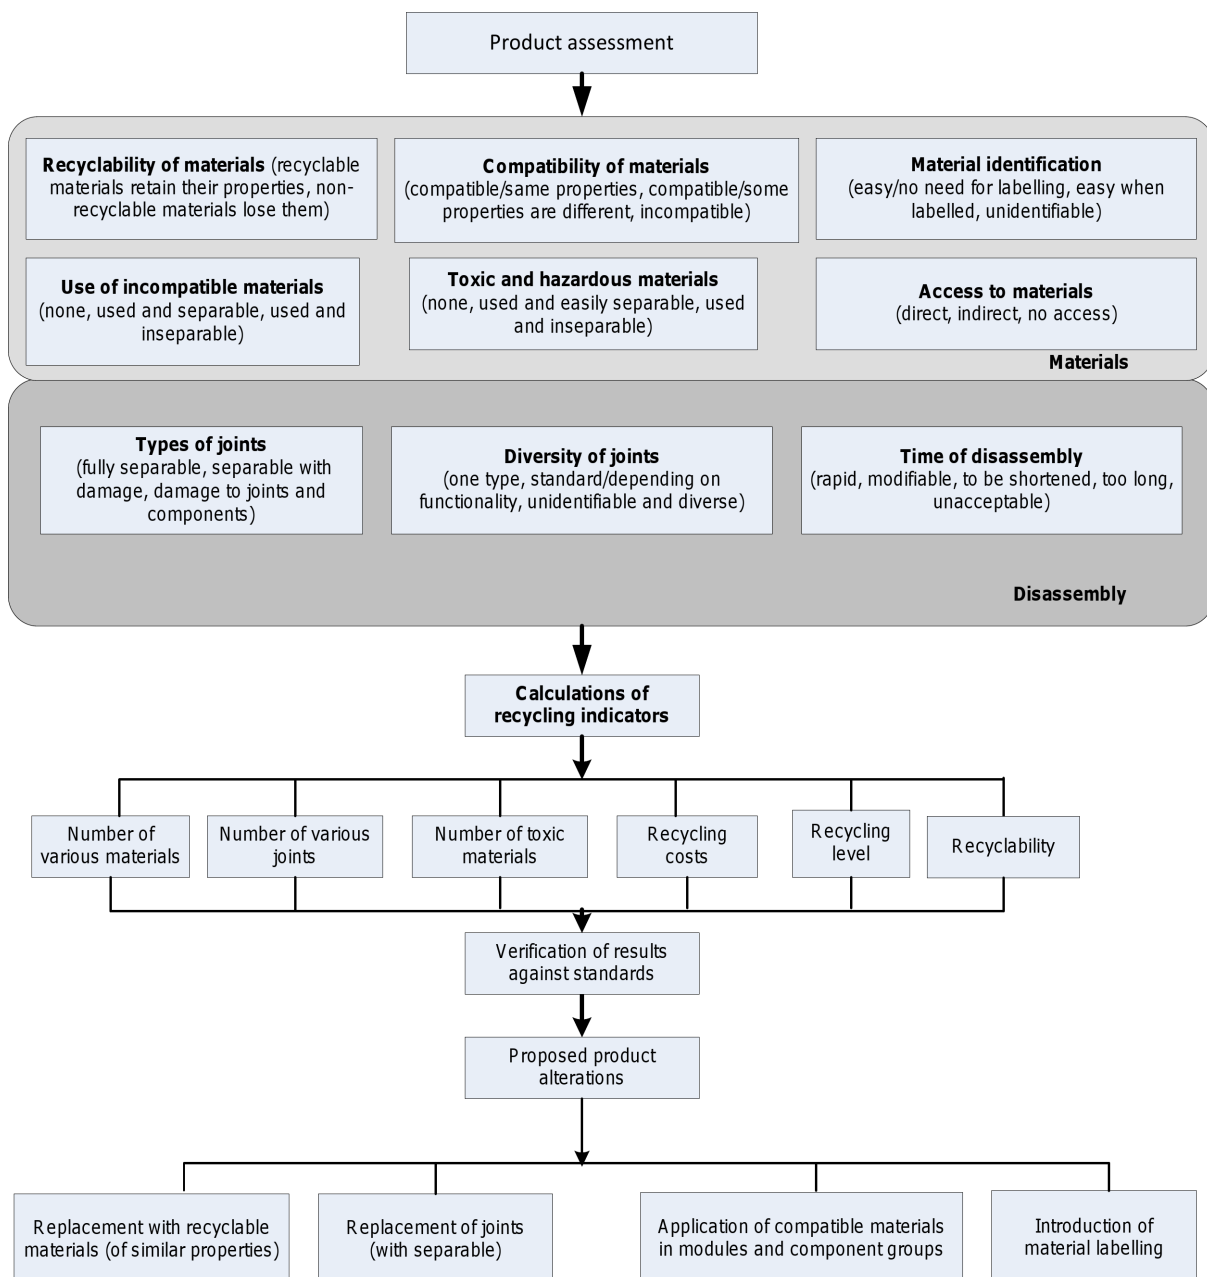 Product assessment
Recyclability of materials (recyclable
materials retain their properties, non-
recyclable materials lose them)
Compatibility of materials
(compatible/same properties, compatible/some
properties are different, incompatible)
Material identification
(easy/no need for labelling, easy when
labelled, unidentifiable)
Use of incompatible materials
(none, used and separable, used and
inseparable)
Toxic and hazardous materials
(none, used and easily separable, used
and inseparable)
Access to materials
(direct, indirect, no access)
Materials
Types of joints
(fully separable, separable with
damage, damage to joints and
components)
Diversity of joints
(one type, standard/depending on
functionality, unidentifiable and diverse)
Time of disassembly
(rapid, modifiable, to be shortened, too long,
unacceptable)
Disassembly
Calculations of
recycling indicators
Number of
various materials
Number of various
joints
Number of toxic
materials
Recycling
costs
Recycling
level
Recyclability
Verification of results
against standards
Proposed product
alterations
Replacement with recyclable
materials (of similar properties)
Replacement of joints
(with separable)
Application of compatible materials
in modules and component groups
Introduction of
material labelling